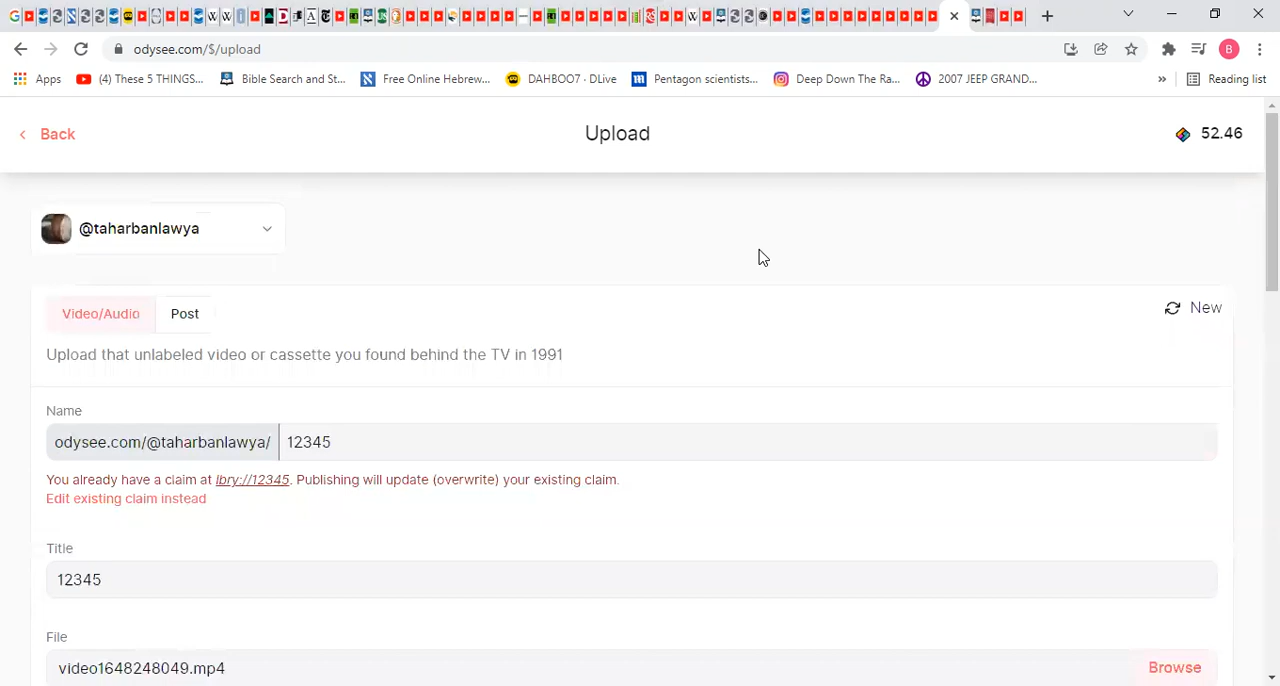 odysee.com/$/upload
B
Apps
(4) These 5 THINGS...
Bible Search and St...
Free Online Hebrew...
DAHBOO7 · DLive
Pentagon scientists...
Deep Down The Ra...
2007 JEEP GRAND...
»
Reading list
Back
Upload
52.46
@taharbanlawya
Video/Audio
Post
New
Upload that unlabeled video or cassette you found behind the TV in 1991
Name
odysee.com/@taharbanlawya/
12345
You already have a claim at lbry://12345. Publishing will update (overwrite) your existing claim.
Edit existing claim instead
Title
12345
File
video1648248049.mp4
Browse